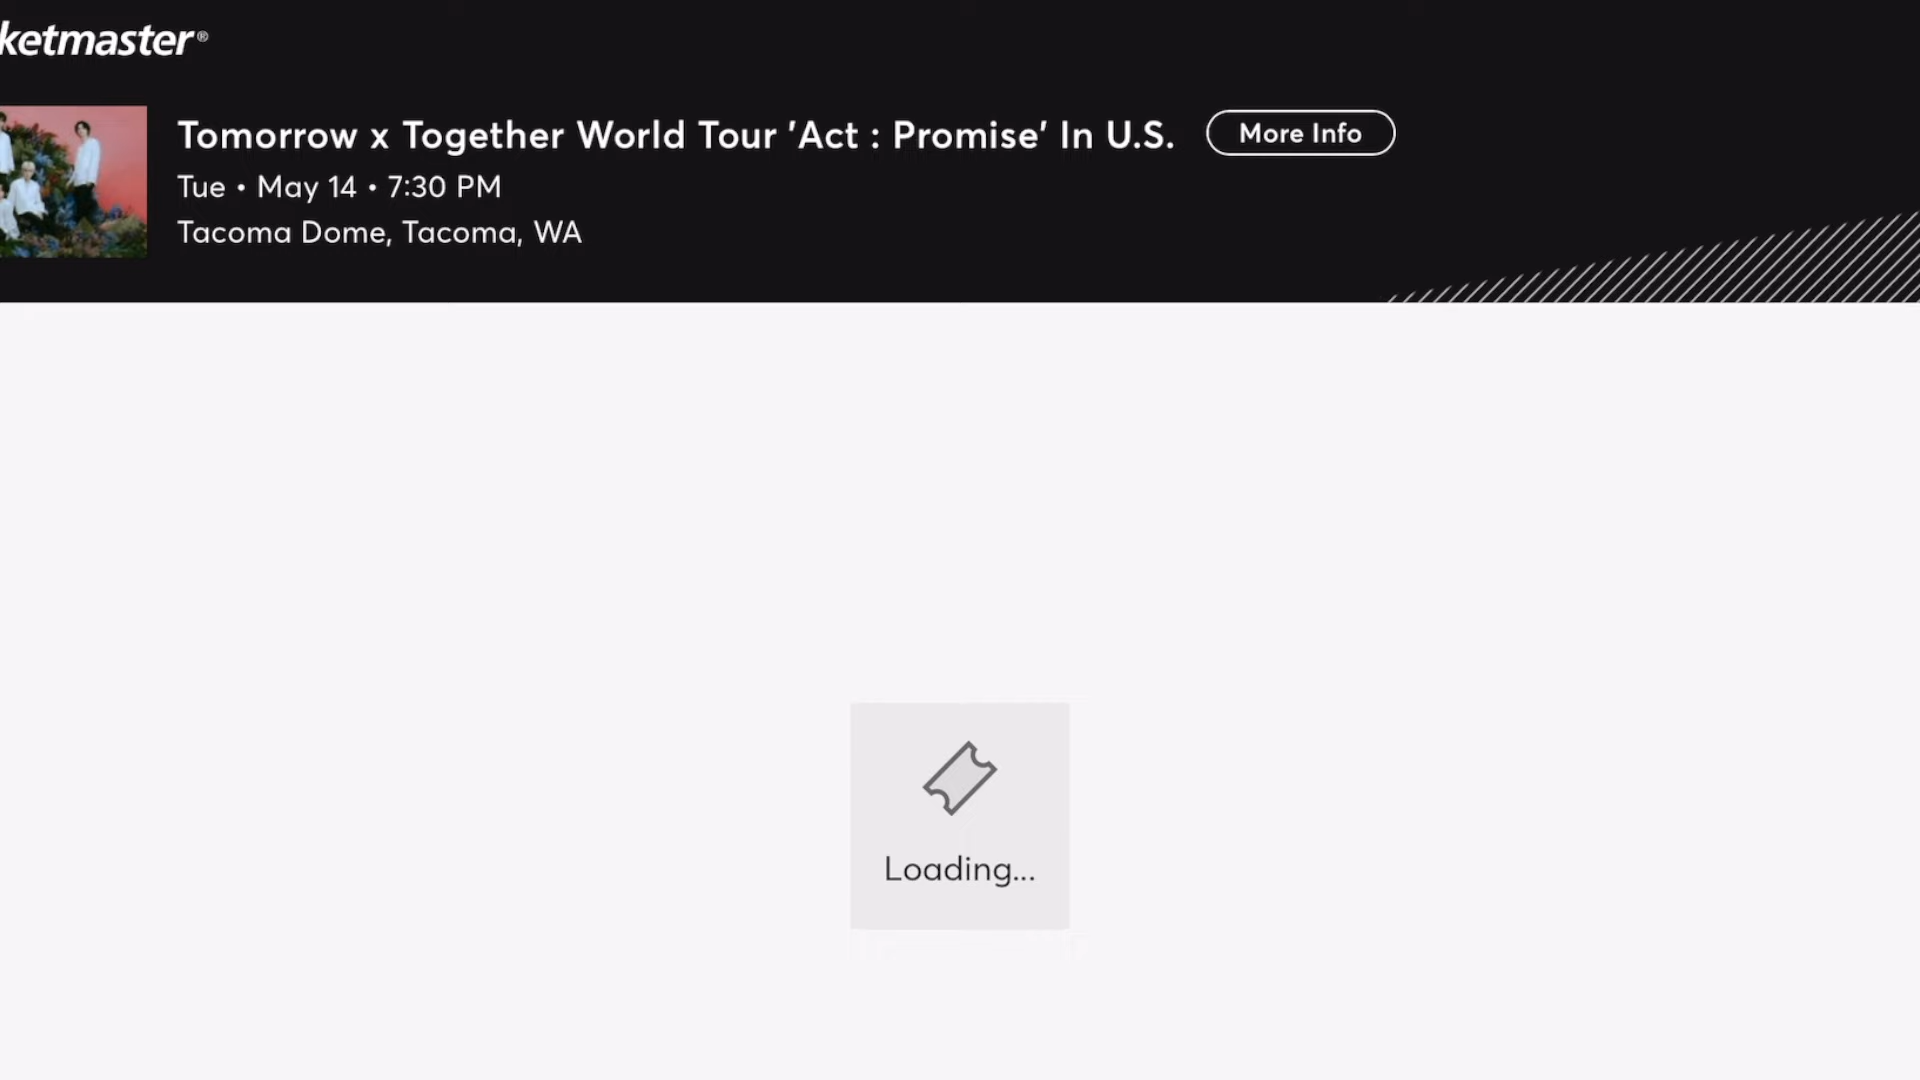 ketmaster®
Tomorrow x Together World Tour 'Act : Promise' In U.S.
More Info
Tue • May 14 • 7:30 PM
Tacoma Dome, Tacoma, WA
Loading...